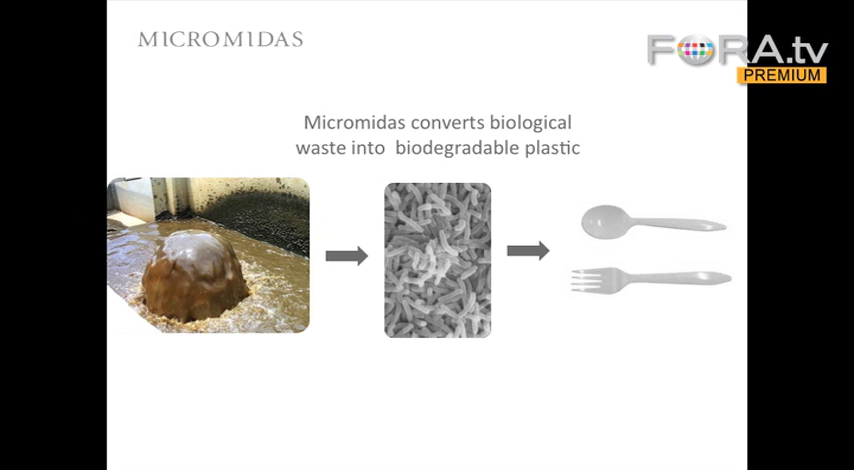 MICROMIDAS
FORA.tv
PREMIUM
Micromidas converts biological
waste into biodegradable plastic